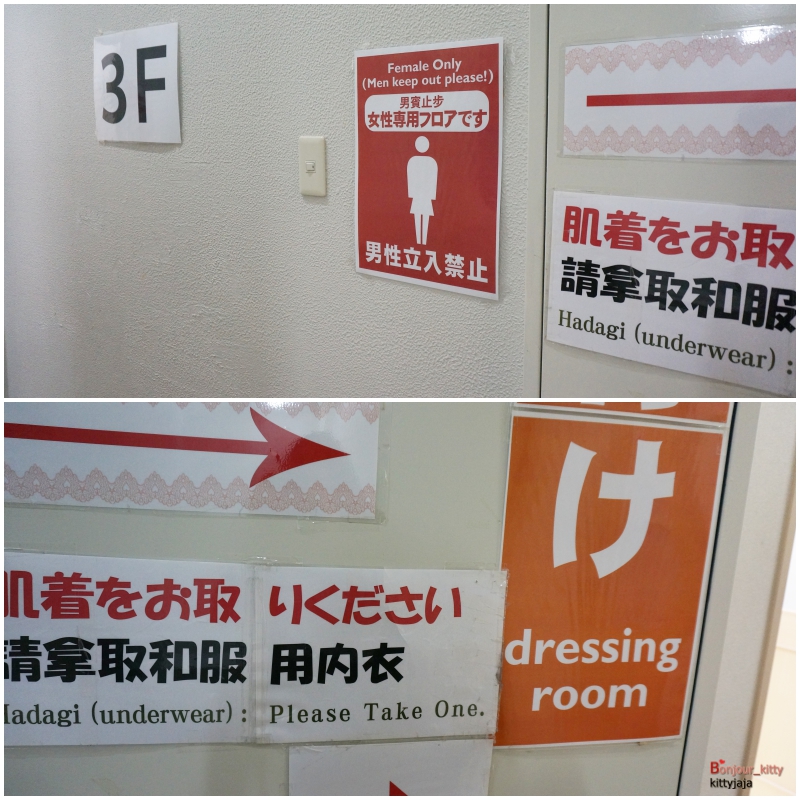 3F
Female Only
(Men keep out please!)
男賓止步
女性専用フロアです
男性立入禁止
肌着をお取
請拿取和服
Hadagi (underwear) :
肌着をお取りください
請拿取和服用内衣
Hadagi (underwear) : Please Take One.
け
dressing
room
Bonjour_kitty
kittyjaja